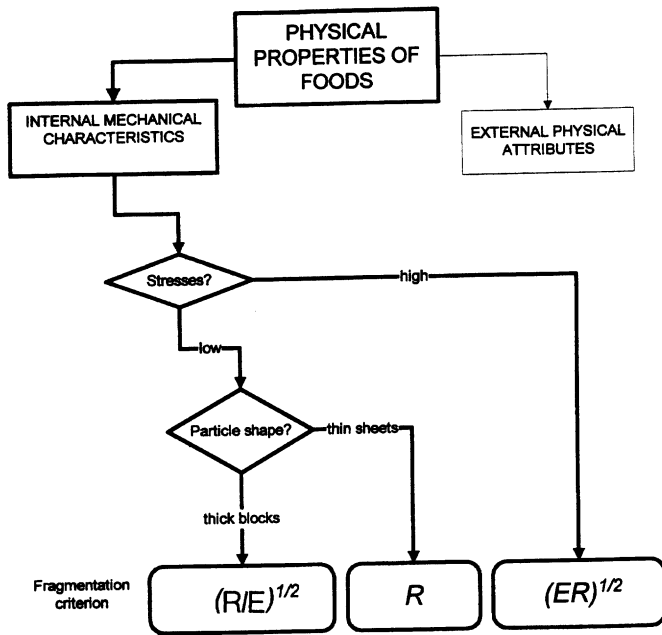 PHYSICAL
PROPERTIES OF
FOODS
INTERNAL MECHANICAL
CHARACTERISTICS
EXTERNAL PHYSICAL
ATTRIBUTES
Stresses?
high
low
Particle shape?
thin sheets
thick blocks
Fragmentation
criterion
(R/E)^1/2
R
(ER)^1/2